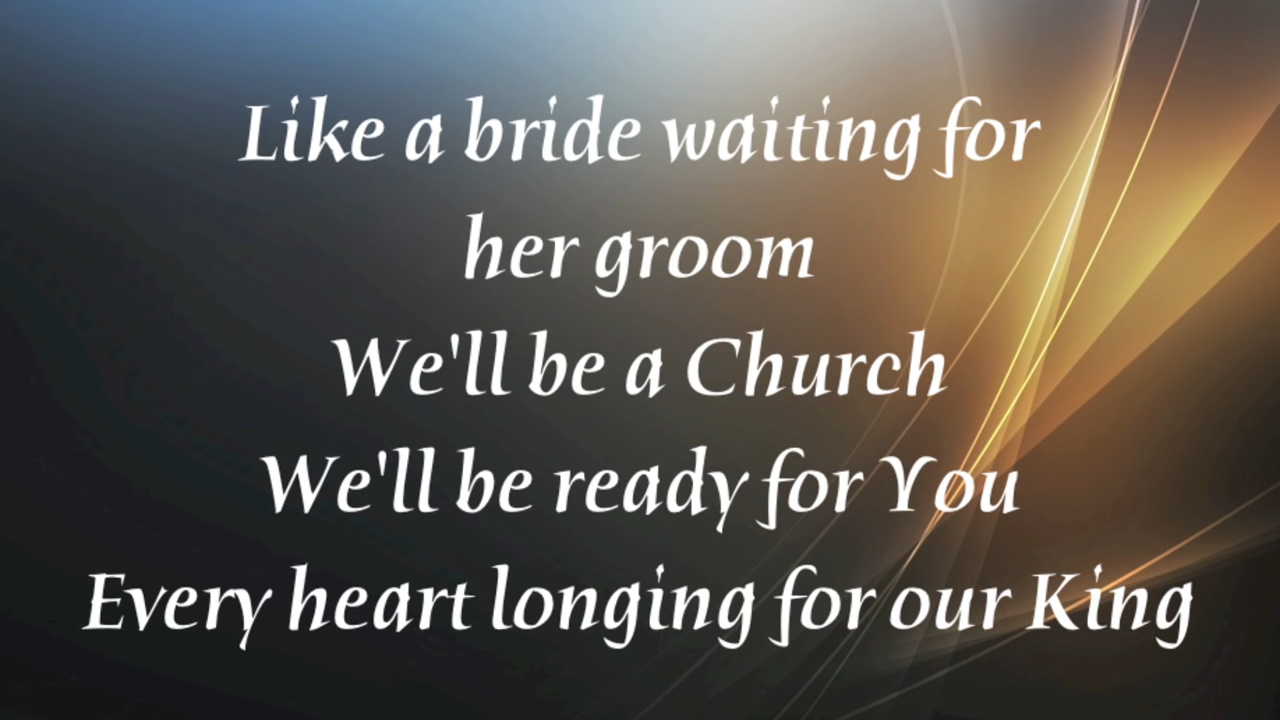 Like a bride waiting for
her groom
We'll be a Church
We'll be ready for You
Every heart longing for our King